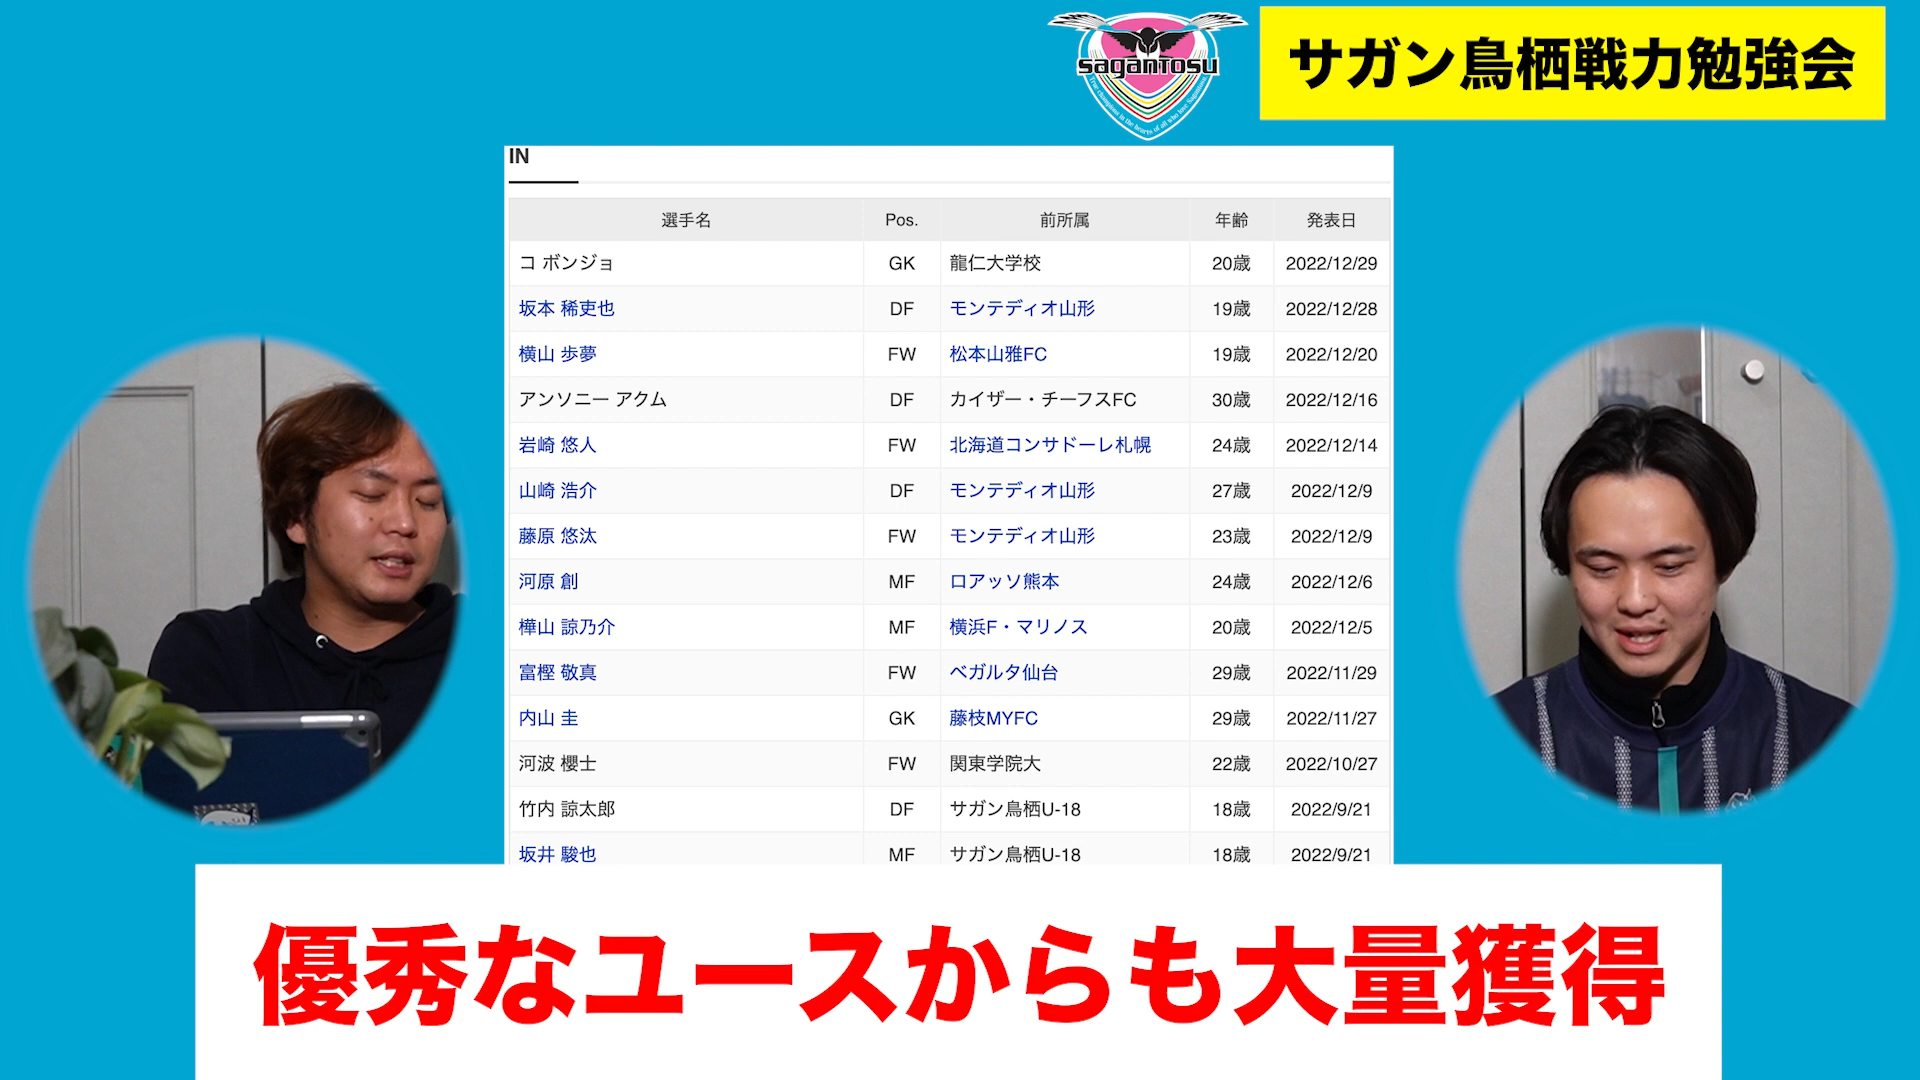 sagantosu
サガン鳥栖戦力勉強会
IN
選手名 Pos. 前所属 年齢 発表日
コ ボンジョ GK 龍仁大学校 20歳 2022/12/29
坂本 稀吏也 DF モンテディオ山形 19歳 2022/12/28
横山 歩夢 FW 松本山雅FC 19歳 2022/12/20
アンソニー アクム DF カイザー・チーフスFC 30歳 2022/12/16
岩崎 悠人 FW 北海道コンサドーレ札幌 24歳 2022/12/14
山崎 浩介 DF モンテディオ山形 27歳 2022/12/9
藤原 悠汰 FW モンテディオ山形 23歳 2022/12/9
河原 創 MF ロアッソ熊本 24歳 2022/12/6
樺山 諒乃介 MF 横浜F・マリノス 20歳 2022/12/5
富樫 敬真 FW ベガルタ仙台 29歳 2022/11/29
内山 圭 GK 藤枝MYFC 29歳 2022/11/27
河波 櫻士 FW 関東学院大 22歳 2022/10/27
竹内 諒太郎 DF サガン鳥栖U-18 18歳 2022/9/21
坂井 駿也 MF サガン鳥栖U-18 18歳 2022/9/21
優秀なユースからも大量獲得